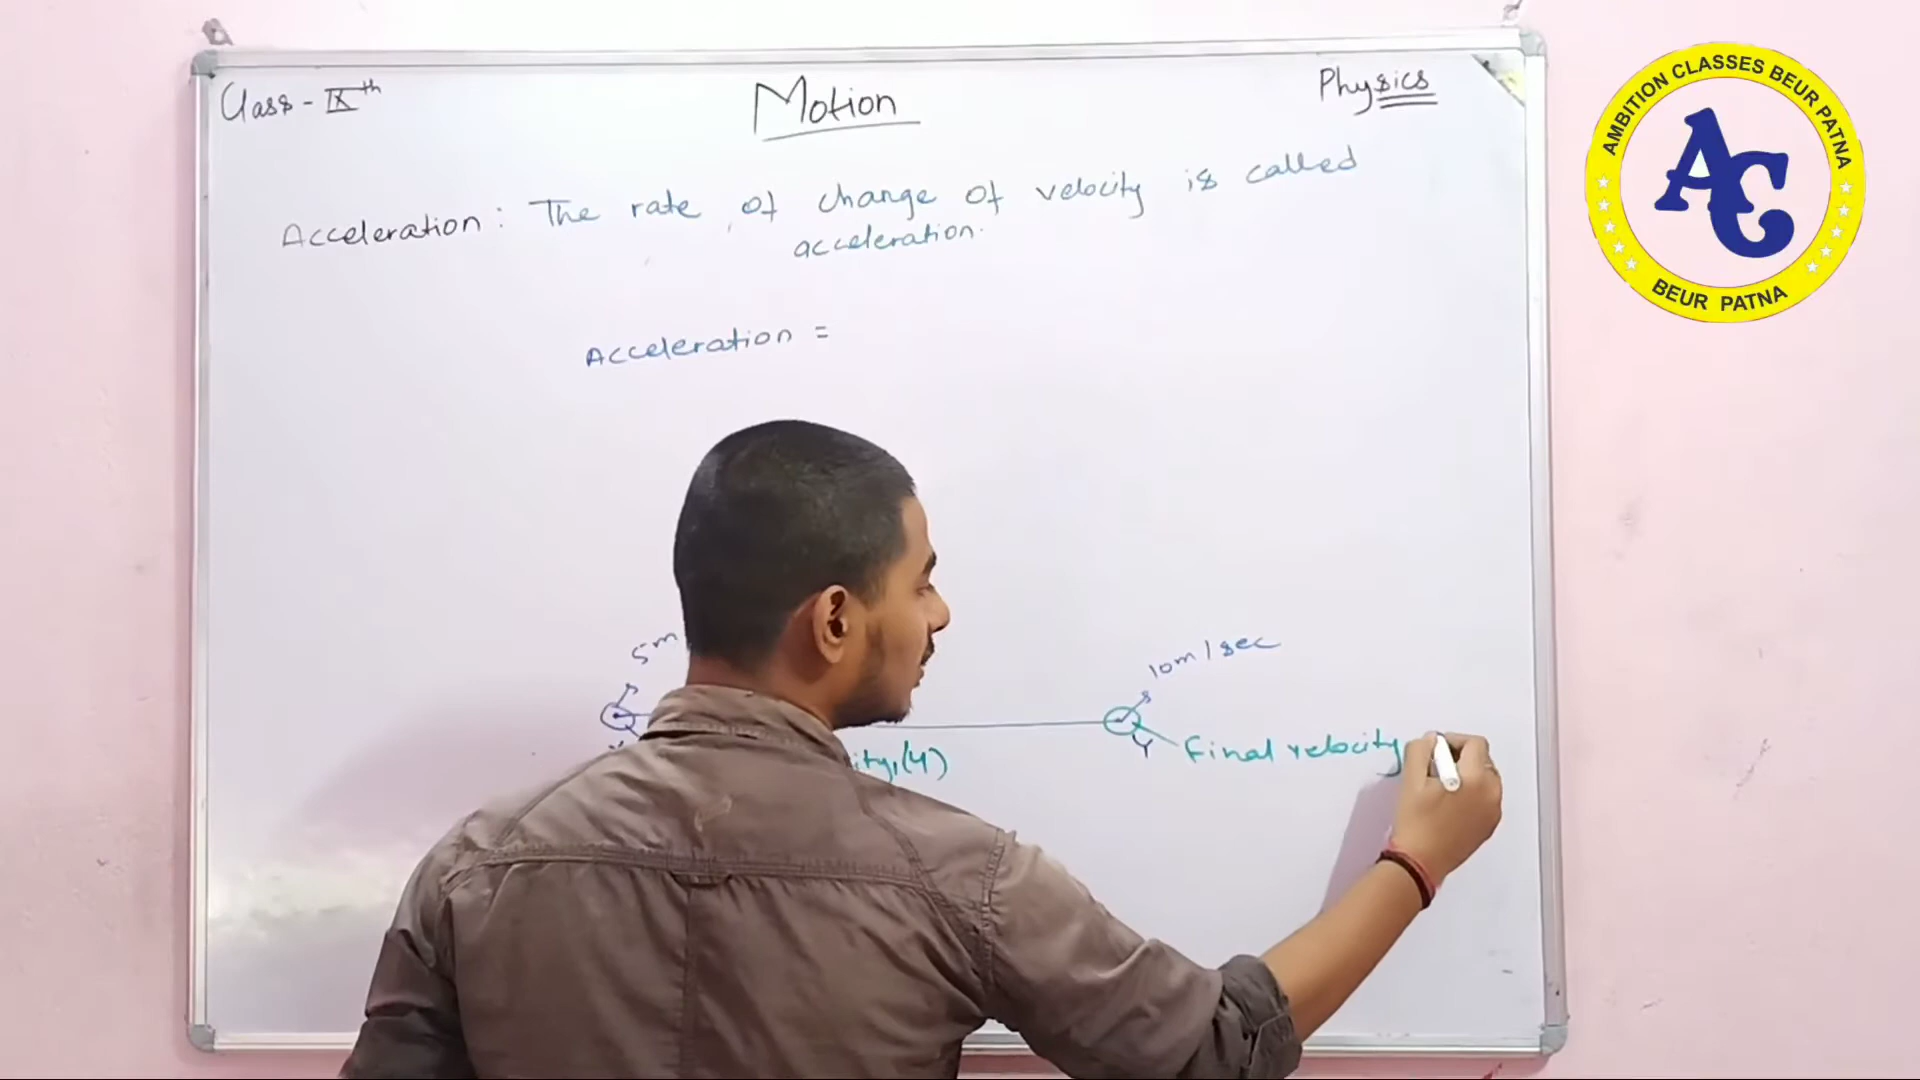 Class - IXth
Motion
Physics
AMBITION CLASSES BEUR PATNA
AC
BEUR PATNA
Acceleration : The rate of change of velocity is called
acceleration.
Acceleration =
5m
10m/sec
Y
Final velocity
ity,(u)